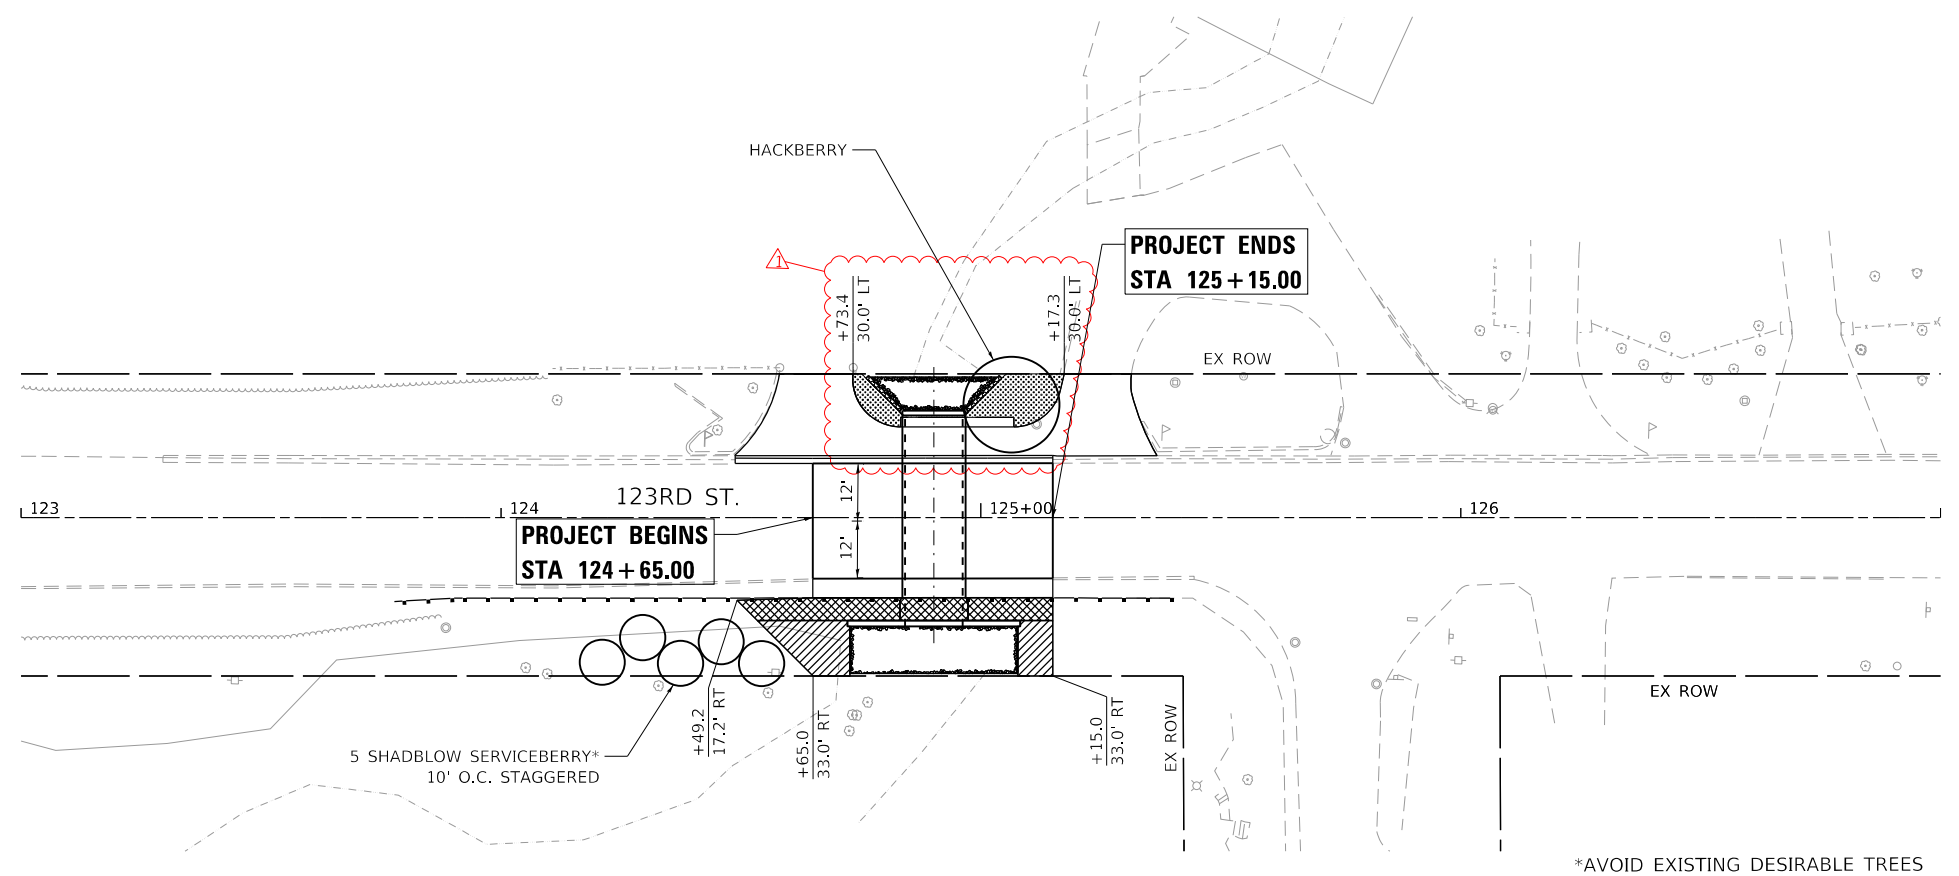 HACKBERRY
PROJECT ENDS
STA 125+15.00
1
+73.4
30.0' LT
+17.3
30.0' LT
EX ROW
123RD ST.
12'
123
124
125+00
126
PROJECT BEGINS
STA 124+65.00
12'
5 SHADBLOW SERVICEBERRY*
10' O.C. STAGGERED
+49.2
17.2' RT
+65.0
33.0' RT
+15.0
33.0' RT
EX ROW
EX ROW
*AVOID EXISTING DESIRABLE TREES